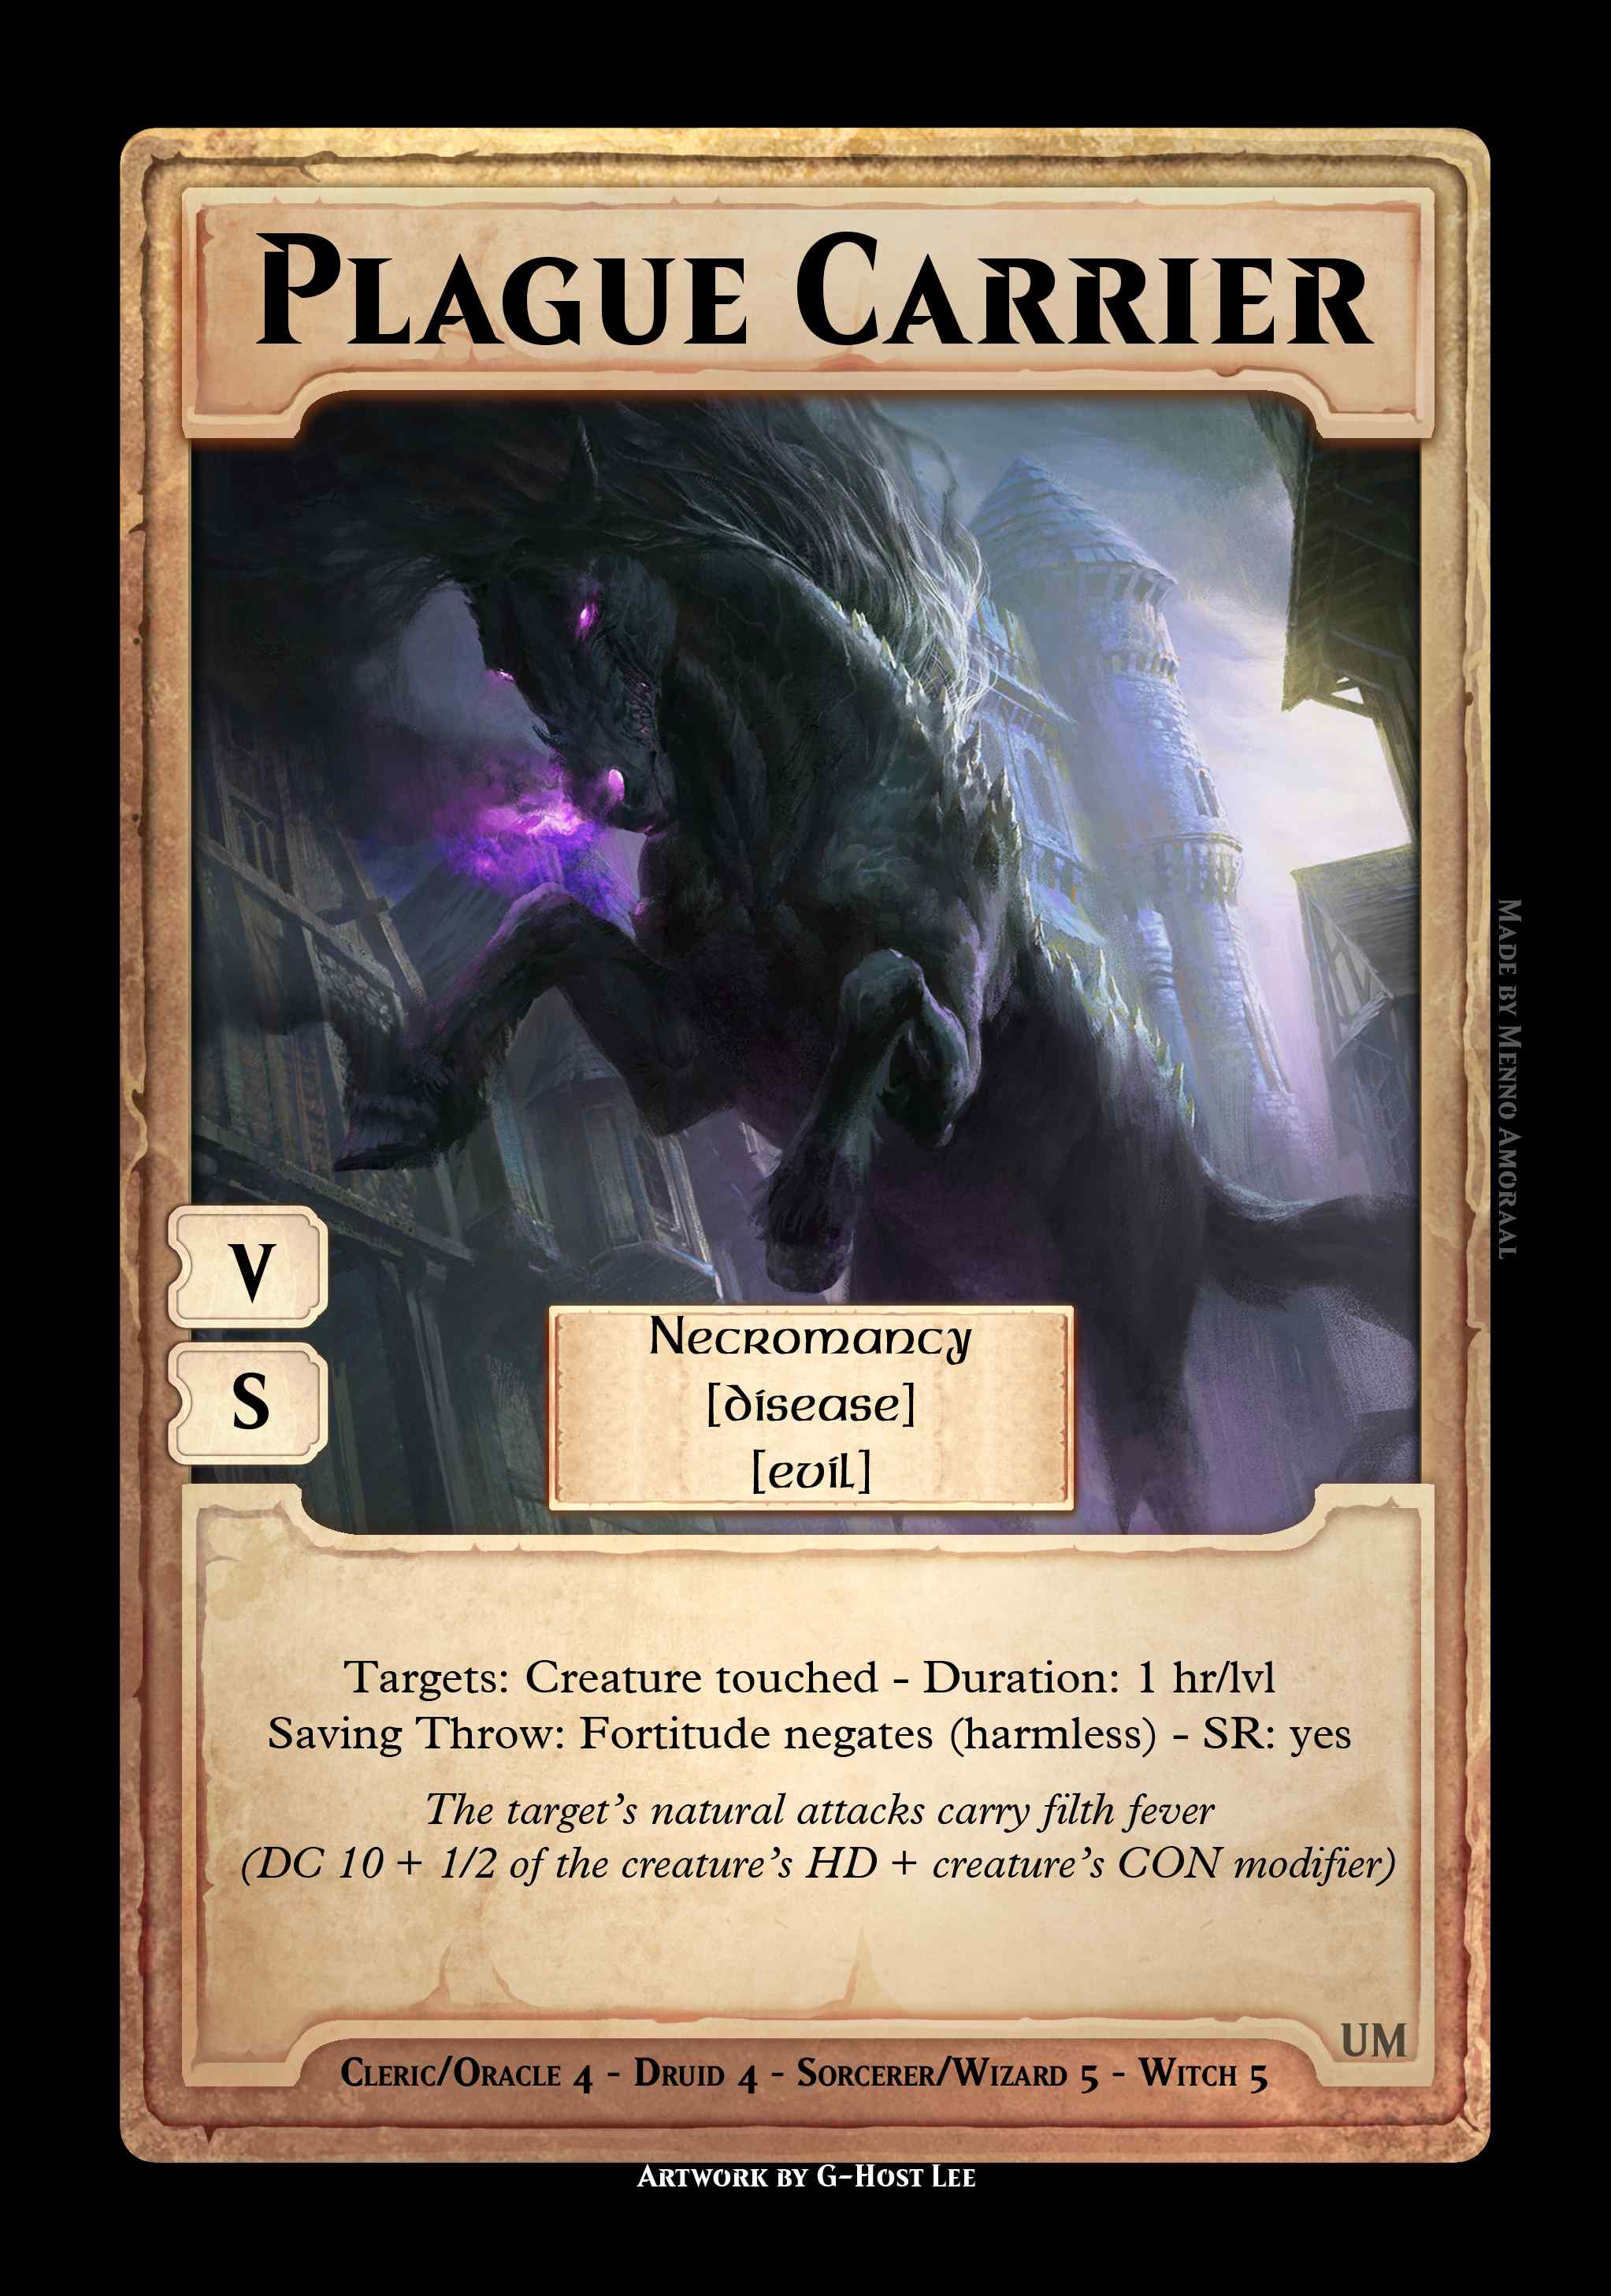 Plague Carrier
V
S
Necromancy
[disease]
[evil]
Targets: Creature touched - Duration: 1 hr/lvl
Saving Throw: Fortitude negates (harmless) - SR: yes
The target's natural attacks carry filth fever
(DC 10 + 1/2 of the creature's HD + creature's CON modifier)
UM
Cleric/Oracle 4 - Druid 4 - Sorcerer/Wizard 5 - Witch 5
Artwork by G-Host Lee
Made by Menno Amoraal